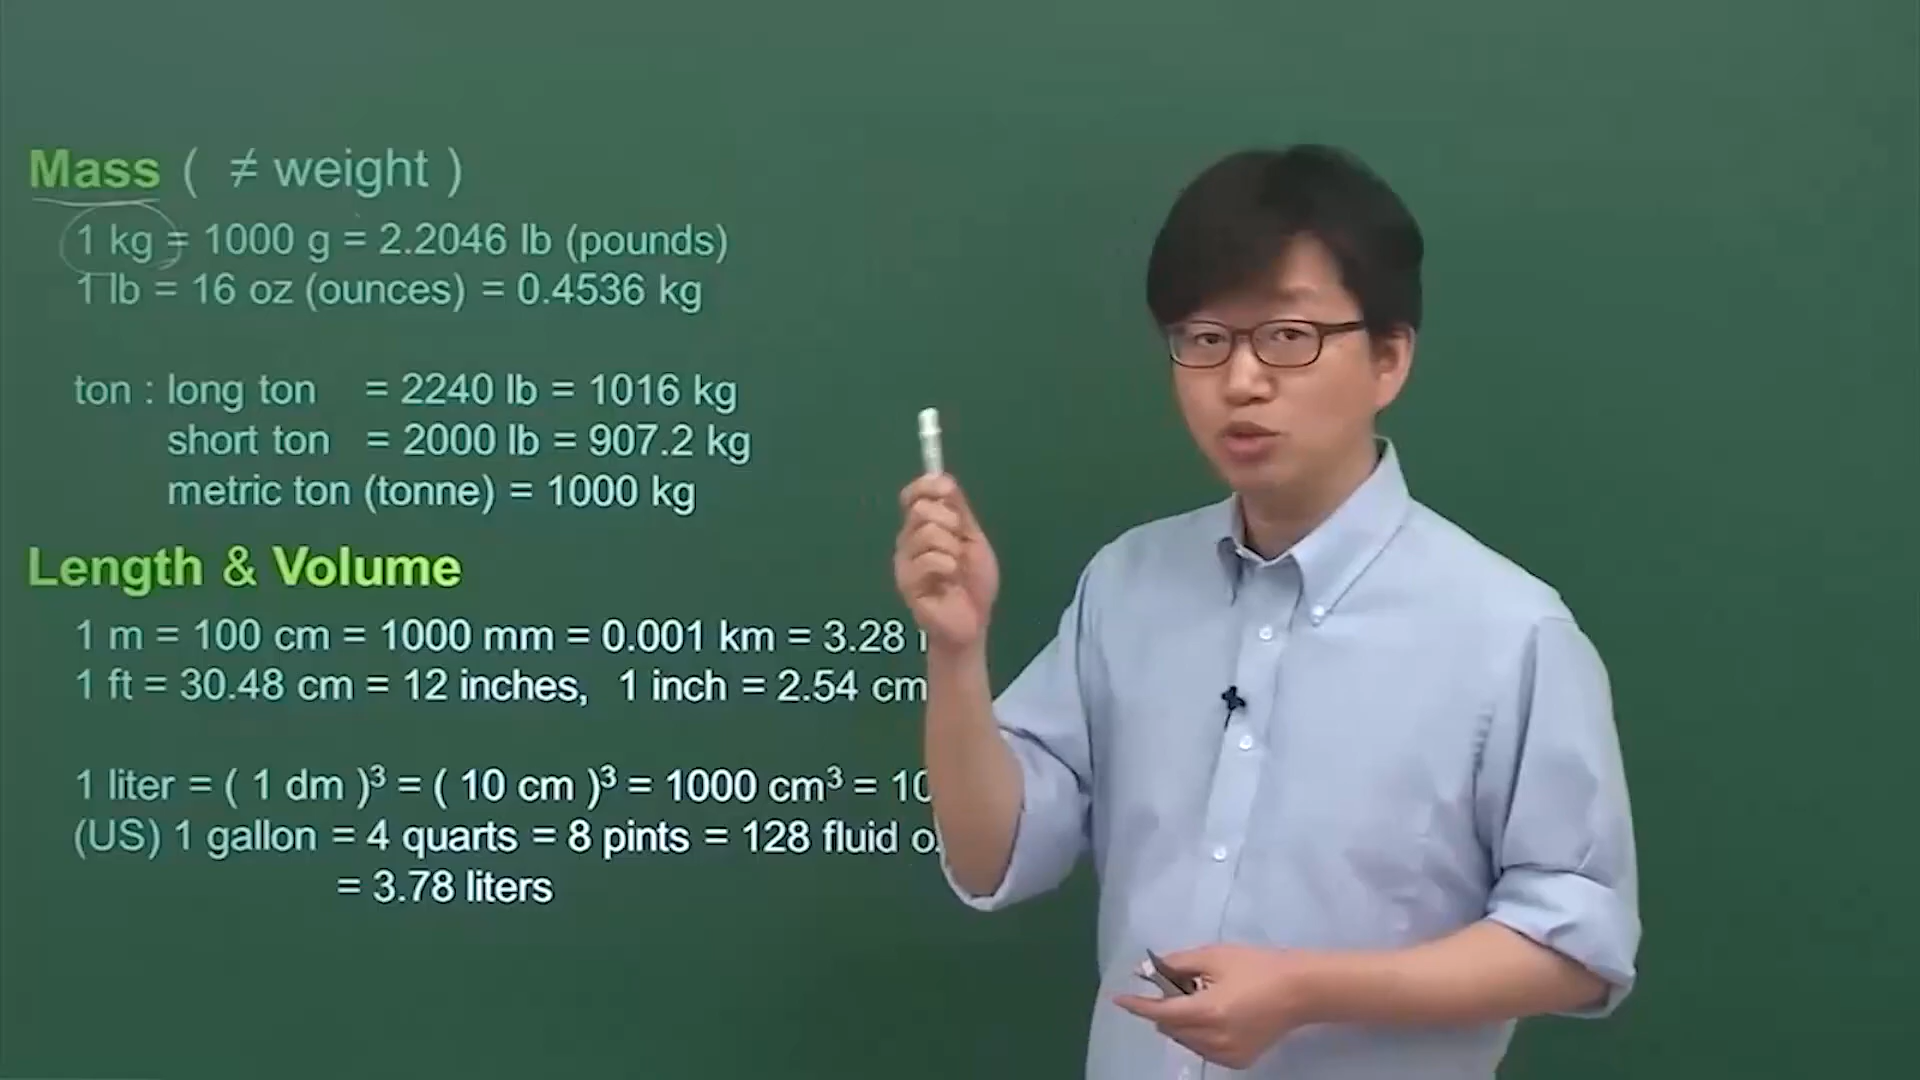 Mass ( ≠ weight )
1 kg = 1000 g = 2.2046 lb (pounds)
1 lb = 16 oz (ounces) = 0.4536 kg
ton : long ton = 2240 lb = 1016 kg
short ton = 2000 lb = 907.2 kg
metric ton (tonne) = 1000 kg
Length & Volume
1 m = 100 cm = 1000 mm = 0.001 km = 3.28
1 ft = 30.48 cm = 12 inches, 1 inch = 2.54 cm
1 liter = ( 1 dm )³ = ( 10 cm )³ = 1000 cm³ =
(US) 1 gallon = 4 quarts = 8 pints = 128 fluid
= 3.78 liters